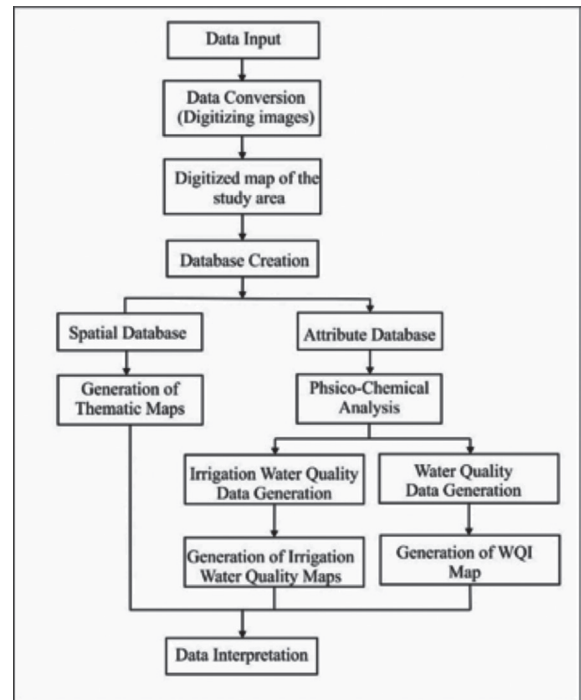 Data Input
Data Conversion
(Digitizing images)
Digitized map of the
study area
Database Creation
Spatial Database
Attribute Database
Generation of
Thematic Maps
Phsico-Chemical
Analysis
Irrigation Water Quality
Data Generation
Water Quality
Data Generation
Generation of Irrigation
Water Quality Maps
Generation of WQI
Map
Data Interpretation